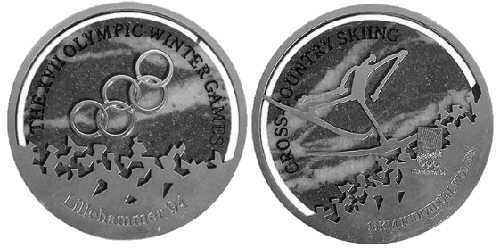 THE XVII OLYMPIC WINTER GAMES
Lillehammer '94
CROSS-COUNTRY SKIING